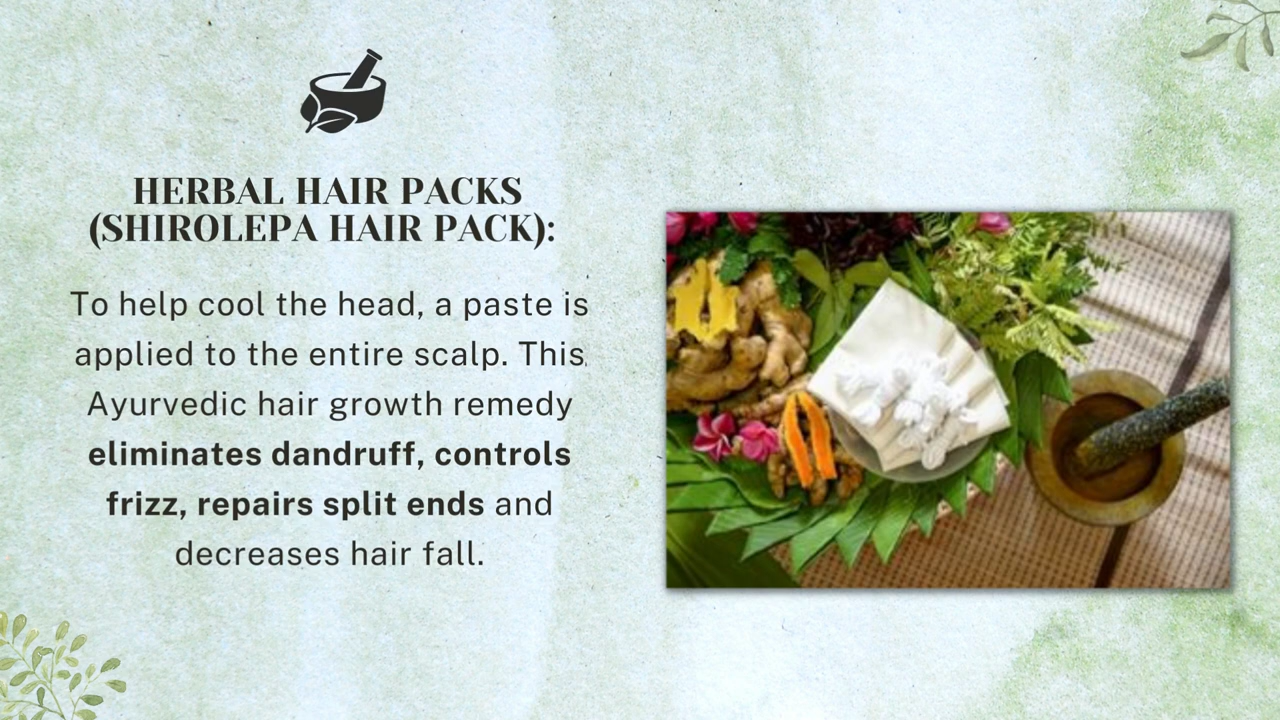 HERBAL HAIR PACKS
(SHIROLEPA HAIR PACK):
To help cool the head, a paste is
applied to the entire scalp. This
Ayurvedic hair growth remedy
eliminates dandruff, controls
frizz, repairs split ends and
decreases hair fall.